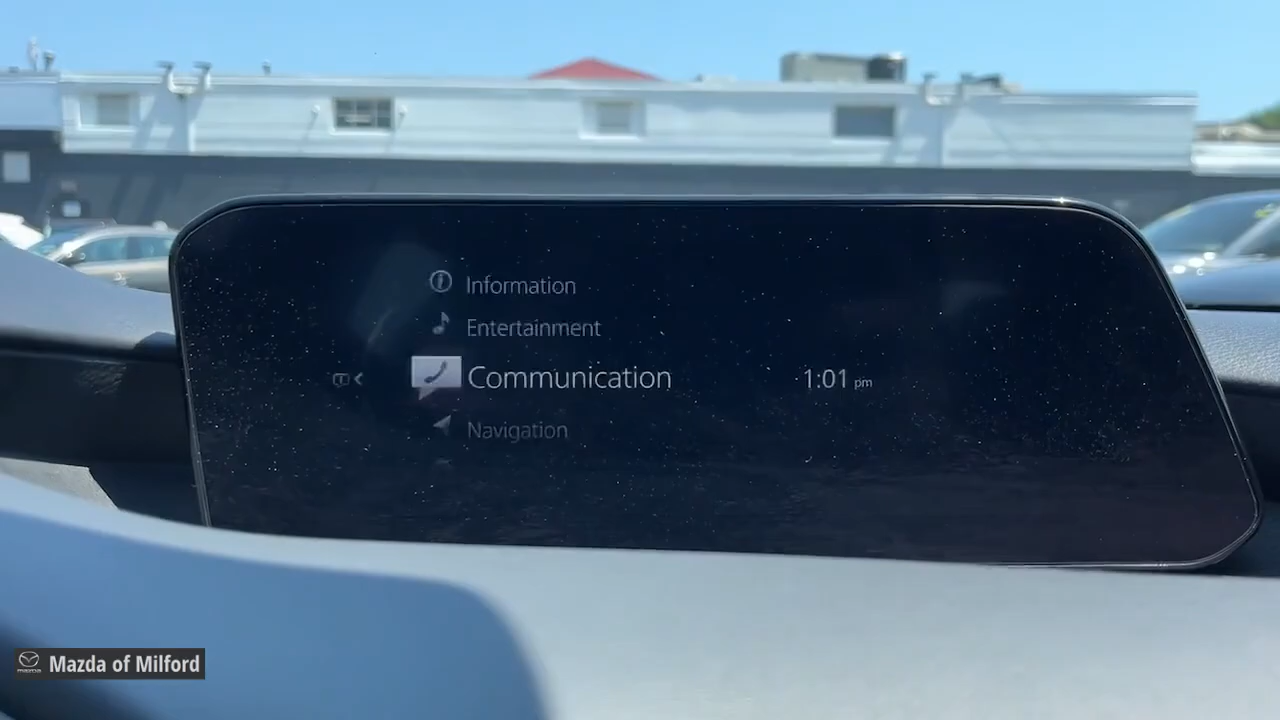 Information
Entertainment
Communication
1:01 pm
Navigation
Mazda of Milford